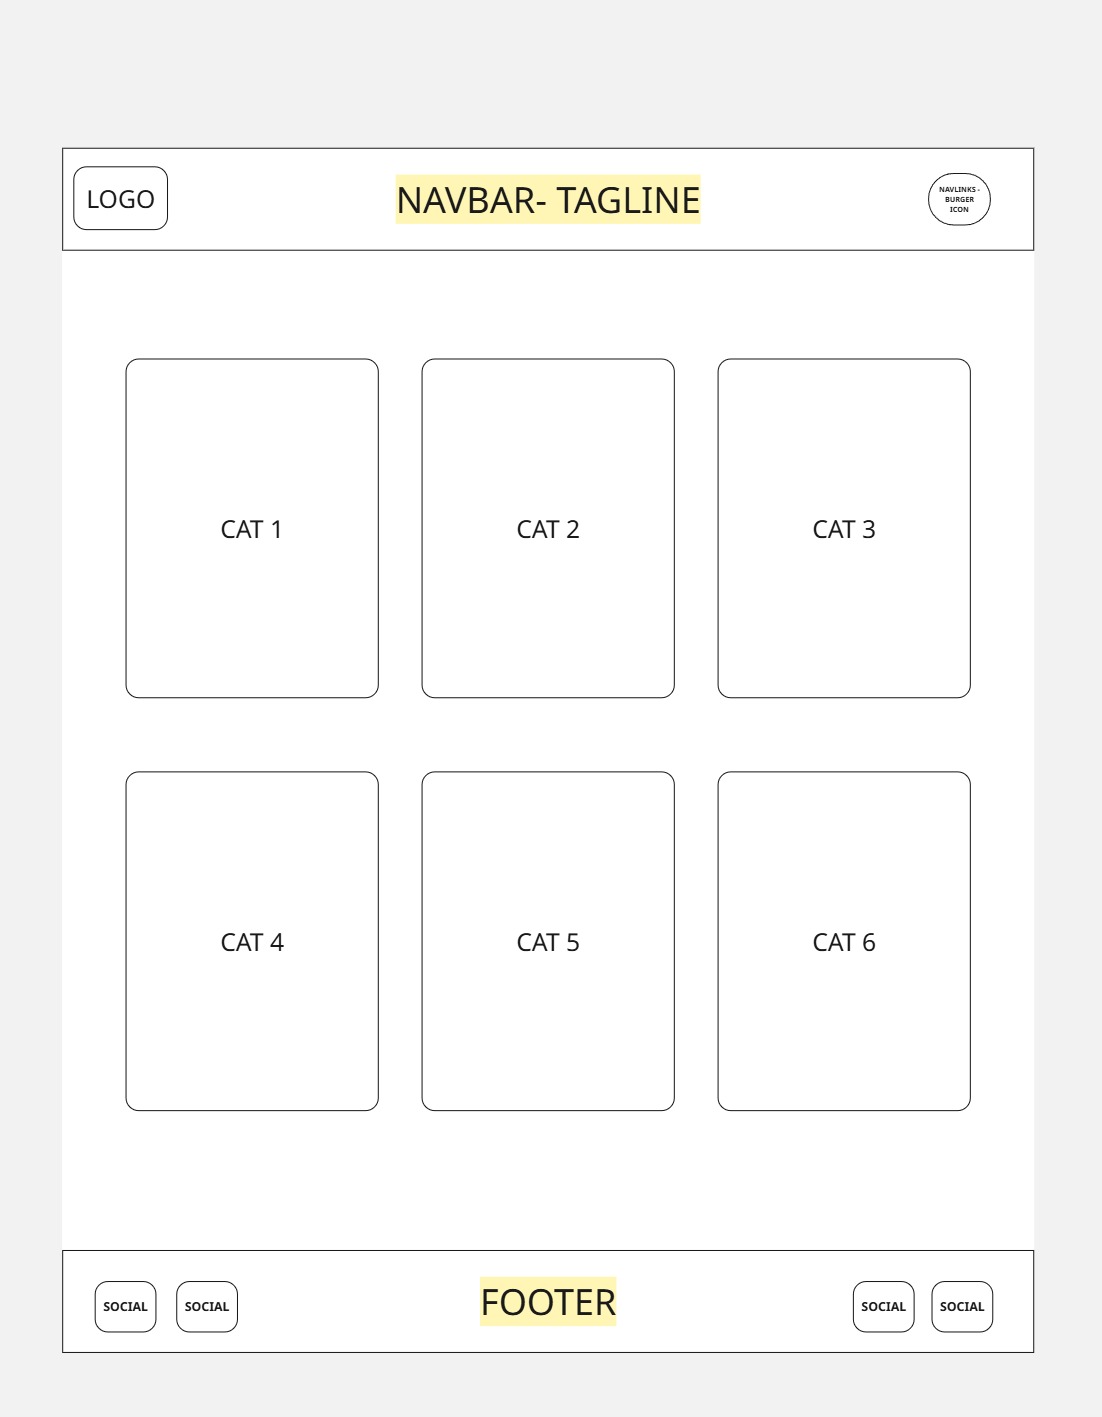 LOGO
NAVBAR- TAGLINE
NAVLINKS -
BURGER
ICON
CAT 1
CAT 2
CAT 3
CAT 4
CAT 5
CAT 6
SOCIAL
SOCIAL
FOOTER
SOCIAL
SOCIAL